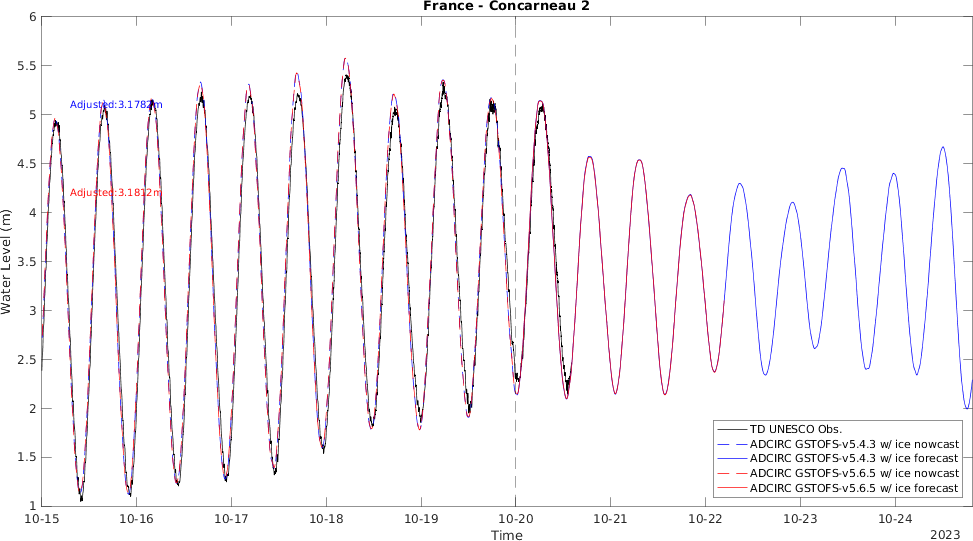 France - Concarneau 2
6
5.5
5
4.5
4
3.5
3
2.5
2
1.5
1
Water Level (m)
Adjusted:3.1782m
Adjusted:3.1812m
TD UNESCO Obs.
ADCIRC GSTOFS-v5.4.3 w/ ice nowcast
ADCIRC GSTOFS-v5.4.3 w/ ice forecast
ADCIRC GSTOFS-v5.6.5 w/ ice nowcast
ADCIRC GSTOFS-v5.6.5 w/ ice forecast
10-15 10-16 10-17 10-18 10-19 10-20 10-21 10-22 10-23 10-24
Time
2023